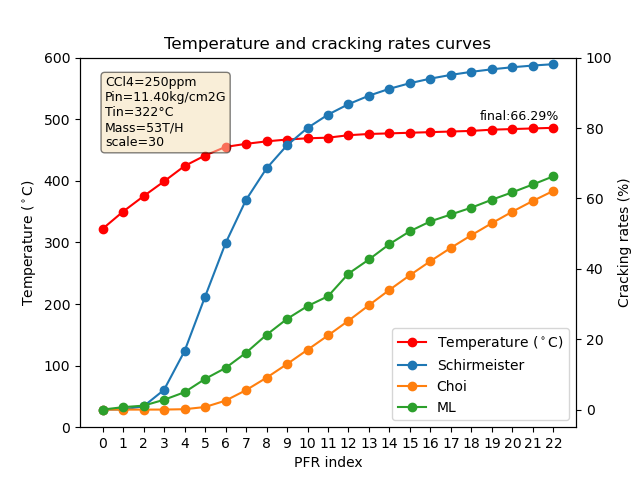 Temperature and cracking rates curves
CCl4=250ppm
Pin=11.40kg/cm2G
Tin=322°C
Mass=53T/H
scale=30
final:66.29%
600
500
400
300
200
100
0
Temperature (°C)
100
80
60
40
20
0
Cracking rates (%)
Temperature (°C)
Schirmeister
Choi
ML
0 1 2 3 4 5 6 7 8 9 10 11 12 13 14 15 16 17 18 19 20 21 22
PFR index